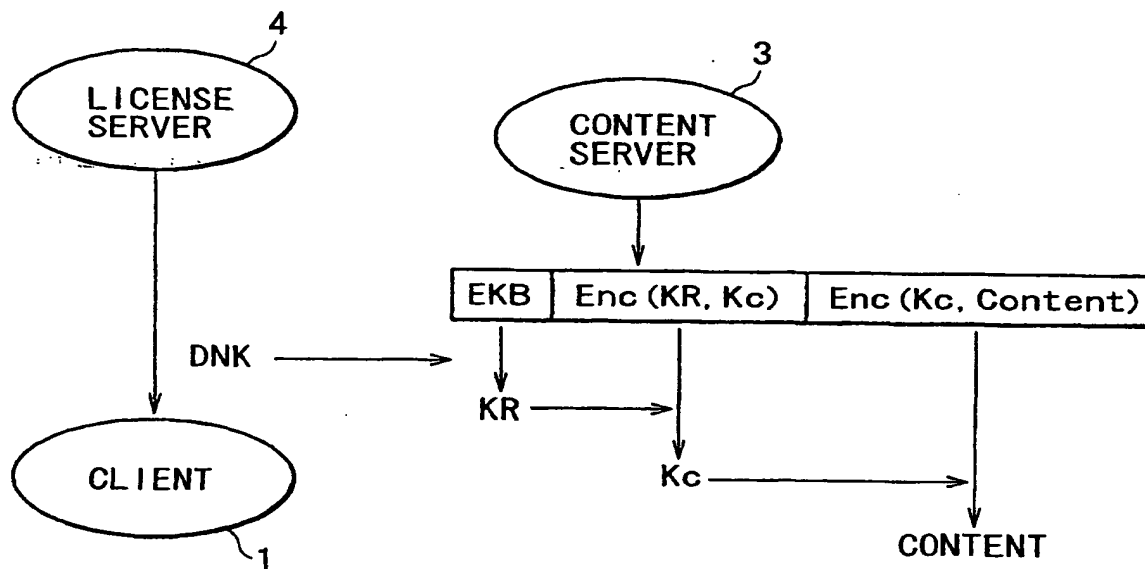 4
LICENSE
SERVER
3
CONTENT
SERVER
EKB Enc(KR, Kc) Enc(Kc, Content)
DNK
KR
CLIENT
Kc
CONTENT
1